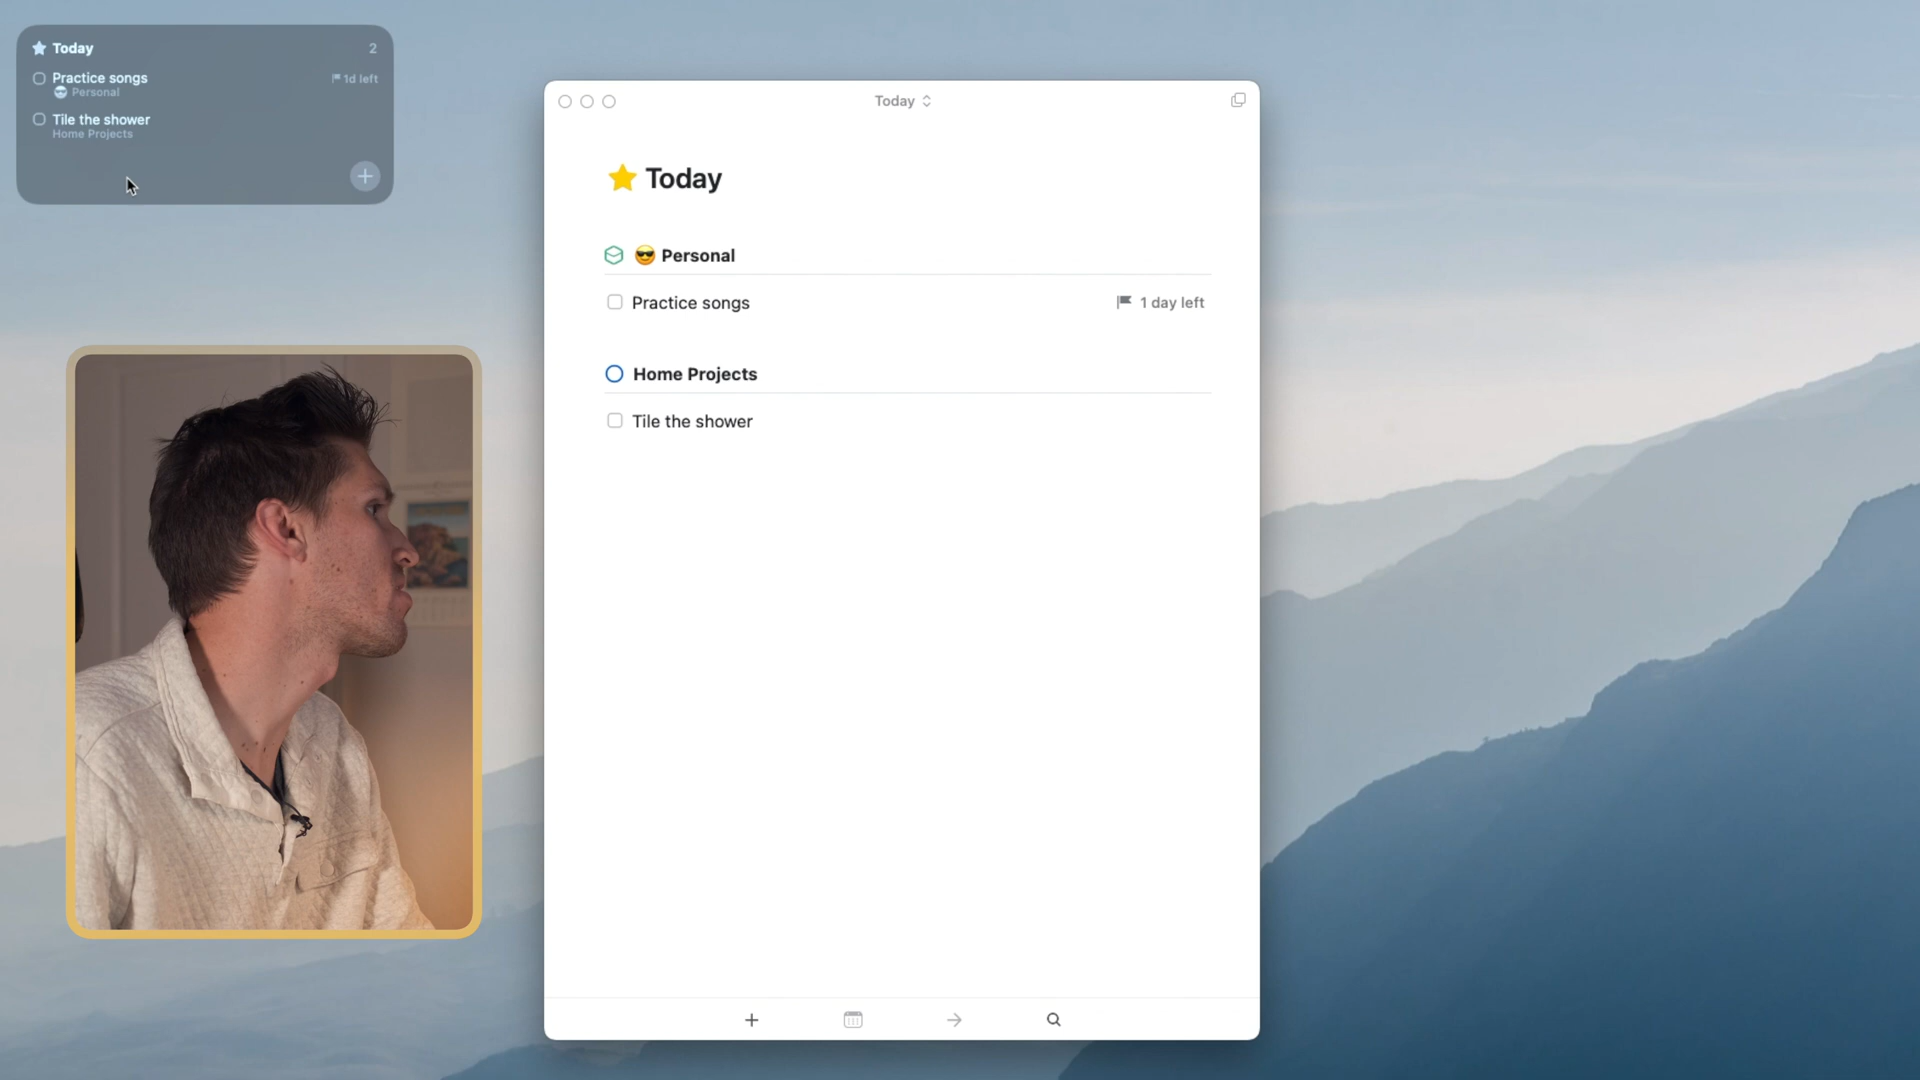 Today 2
Practice songs 1d left
😎 Personal
Tile the shower
Home Projects
Today
Today
😎 Personal
Practice songs 1 day left
Home Projects
Tile the shower